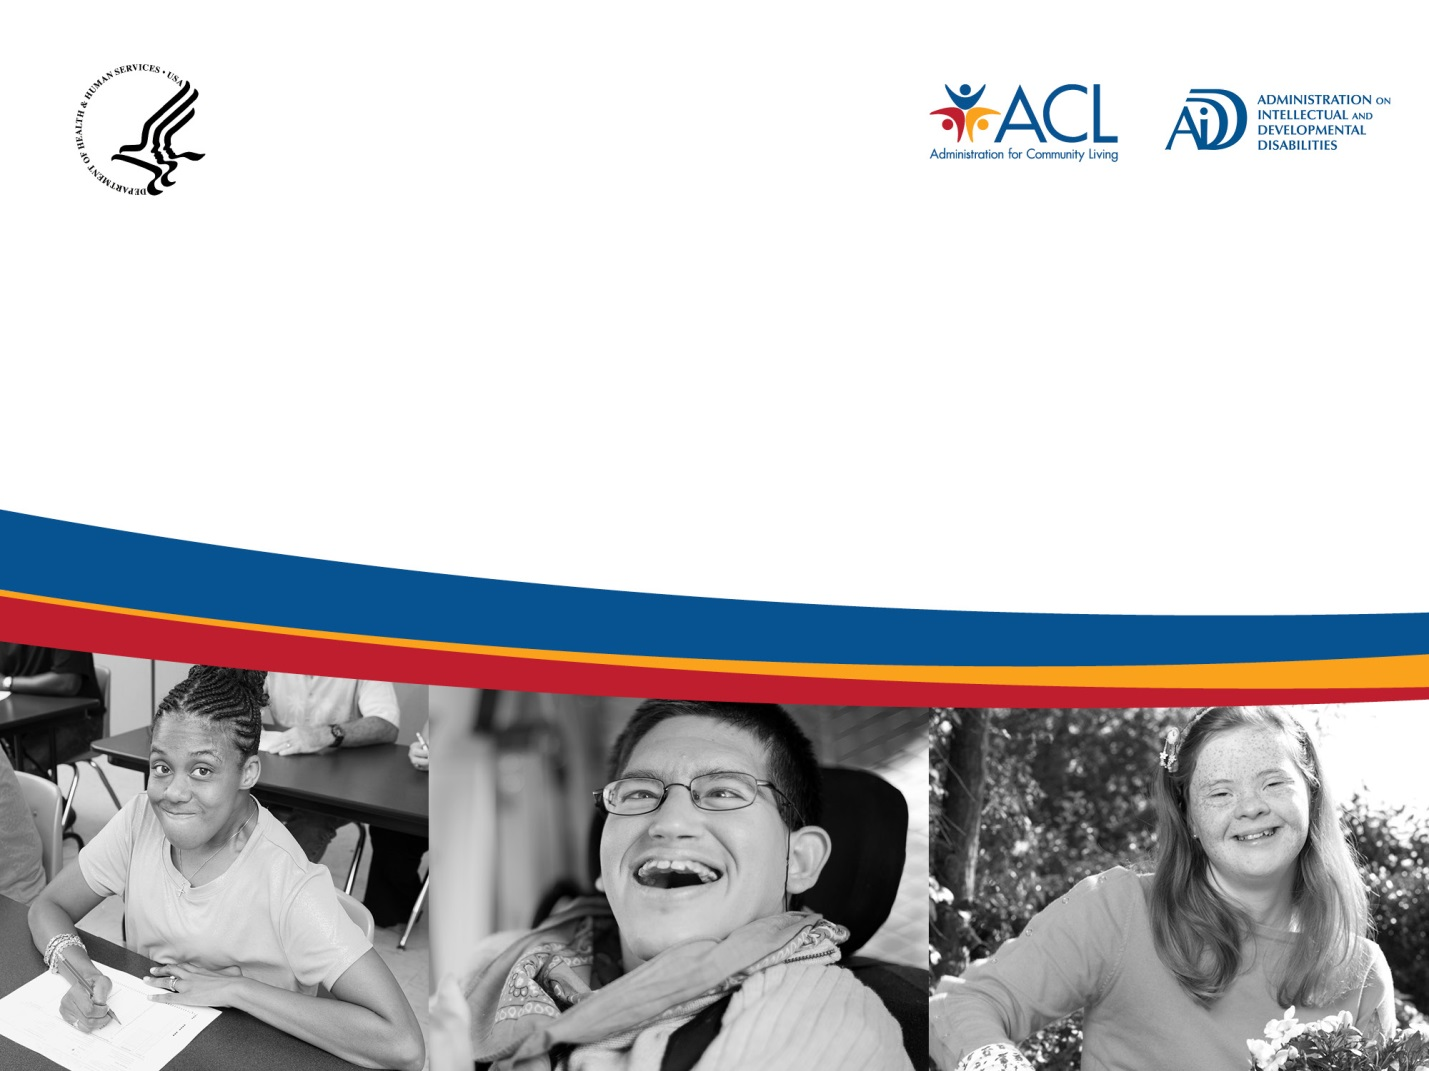 DEPARTMENT OF HEALTH & HUMAN SERVICES • USA
ACL
Administration for Community Living
AiDD
ADMINISTRATION ON
INTELLECTUAL AND
DEVELOPMENTAL
DISABILITIES